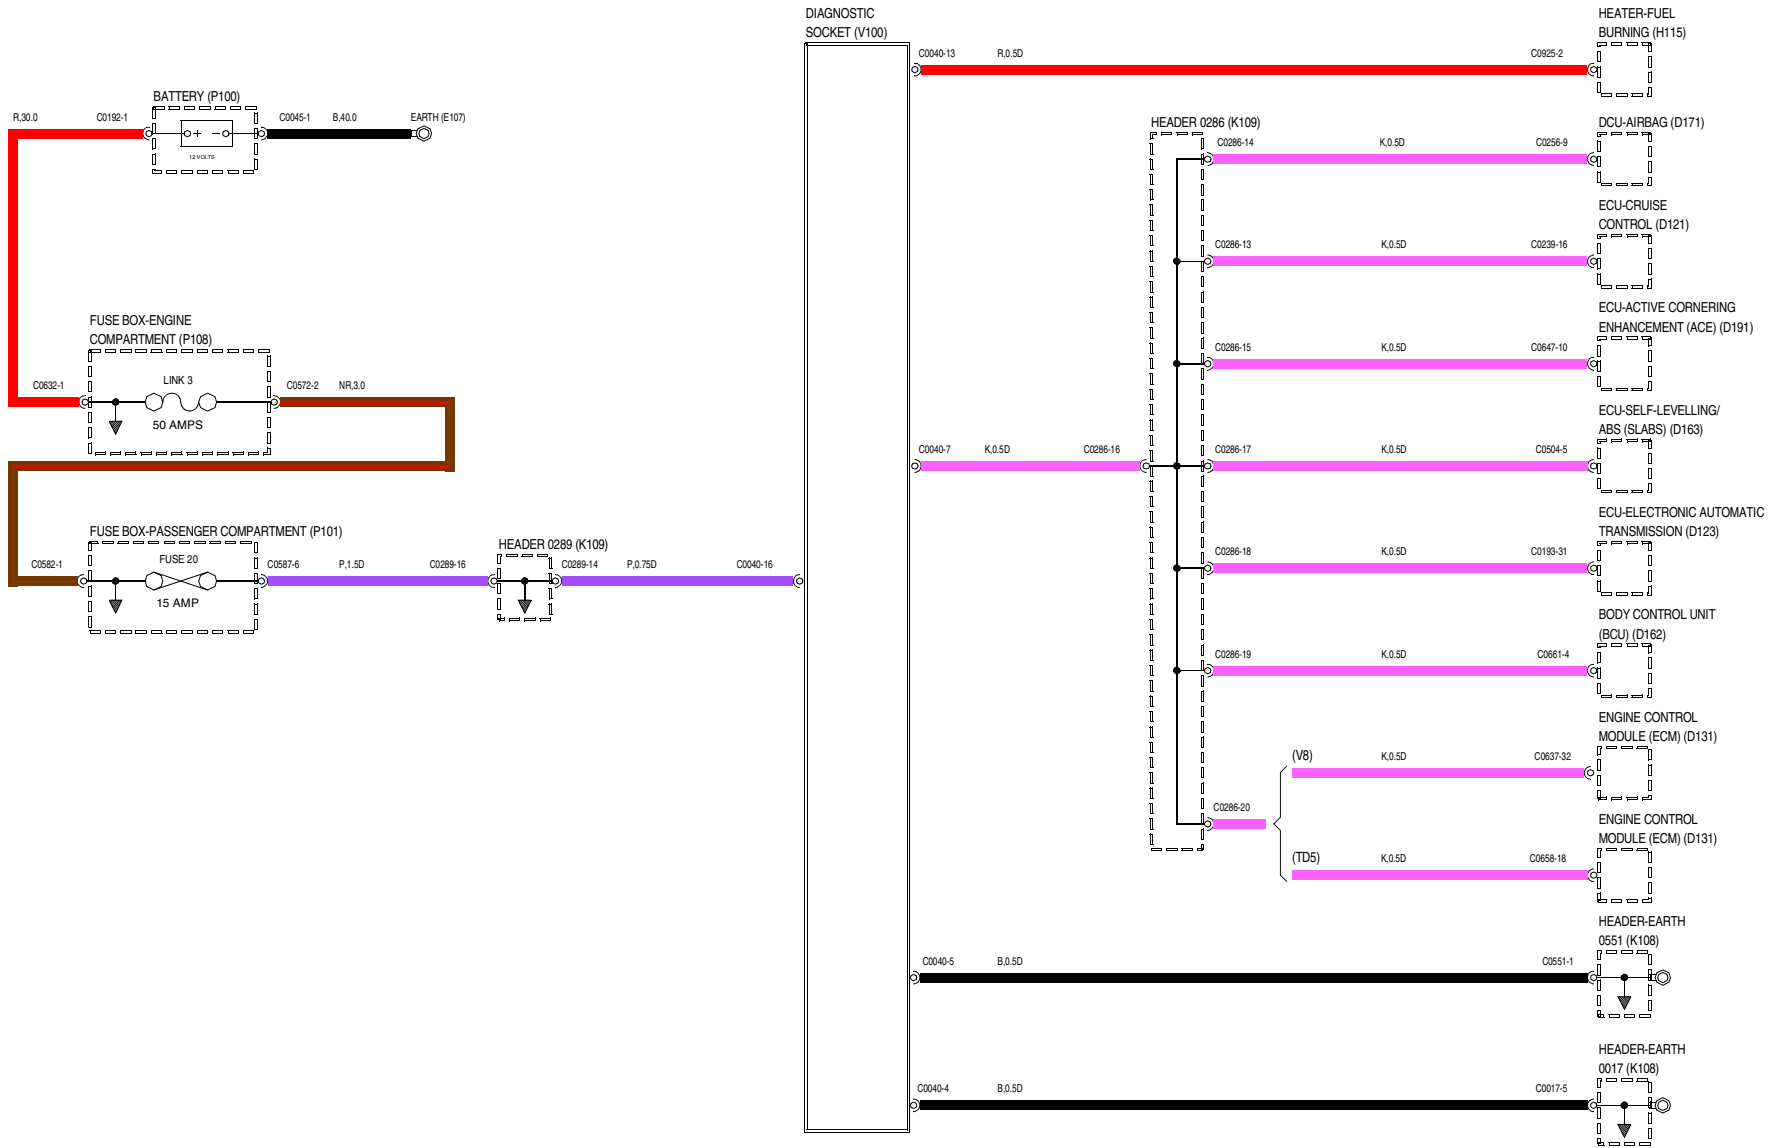 DIAGNOSTIC
SOCKET (V100)
HEATER-FUEL
BURNING (H115)
C0040-13
R,0.5D
C0925-2
BATTERY (P100)
R,30.0
C0192-1
12 VOLTS
C0045-1
B,40.0
EARTH (E107)
HEADER 0286 (K109)
C0286-14
K,0.5D
C0256-9
DCU-AIRBAG (D171)
ECU-CRUISE
CONTROL (D121)
C0286-13
K,0.5D
C0239-16
ECU-ACTIVE CORNERING
ENHANCEMENT (ACE) (D191)
C0286-15
K,0.5D
C0647-10
FUSE BOX-ENGINE
COMPARTMENT (P108)
C0632-1
LINK 3
50 AMPS
C0572-2
NR,3.0
ECU-SELF-LEVELLING/
ABS (SLABS) (D163)
C0040-7
K,0.5D
C0286-16
C0286-17
K,0.5D
C0504-5
FUSE BOX-PASSENGER COMPARTMENT (P101)
C0582-1
FUSE 20
15 AMP
C0587-6
P,1.5D
C0289-16
HEADER 0289 (K109)
C0289-14
P,0.75D
C0040-16
ECU-ELECTRONIC AUTOMATIC
TRANSMISSION (D123)
C0286-18
K,0.5D
C0193-31
BODY CONTROL UNIT
(BCU) (D162)
C0286-19
K,0.5D
C0661-4
ENGINE CONTROL
MODULE (ECM) (D131)
(V8)
K,0.5D
C0637-32
C0286-20
ENGINE CONTROL
MODULE (ECM) (D131)
(TD5)
K,0.5D
C0658-18
HEADER-EARTH
0551 (K108)
C0040-5
B,0.5D
C0551-1
HEADER-EARTH
0017 (K108)
C0040-4
B,0.5D
C0017-5